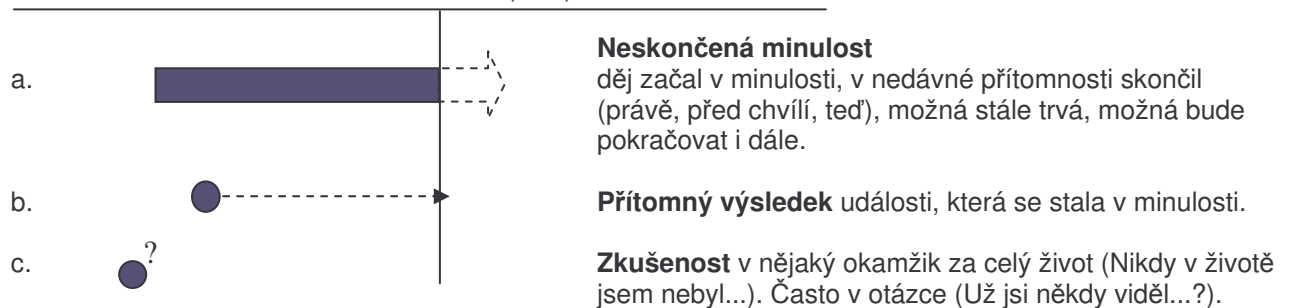 Neskončená minulost
a.
děj začal v minulosti, v nedávné přítomnosti skončil
(právě, před chvílí, teď), možná stále trvá, možná bude
pokračovat i dále.
b.
Přítomný výsledek události, která se stala v minulosti.
?
c.
Zkušenost v nějaký okamžik za celý život (Nikdy v životě
jsem nebyl...). Často v otázce (Už jsi někdy viděl...?).